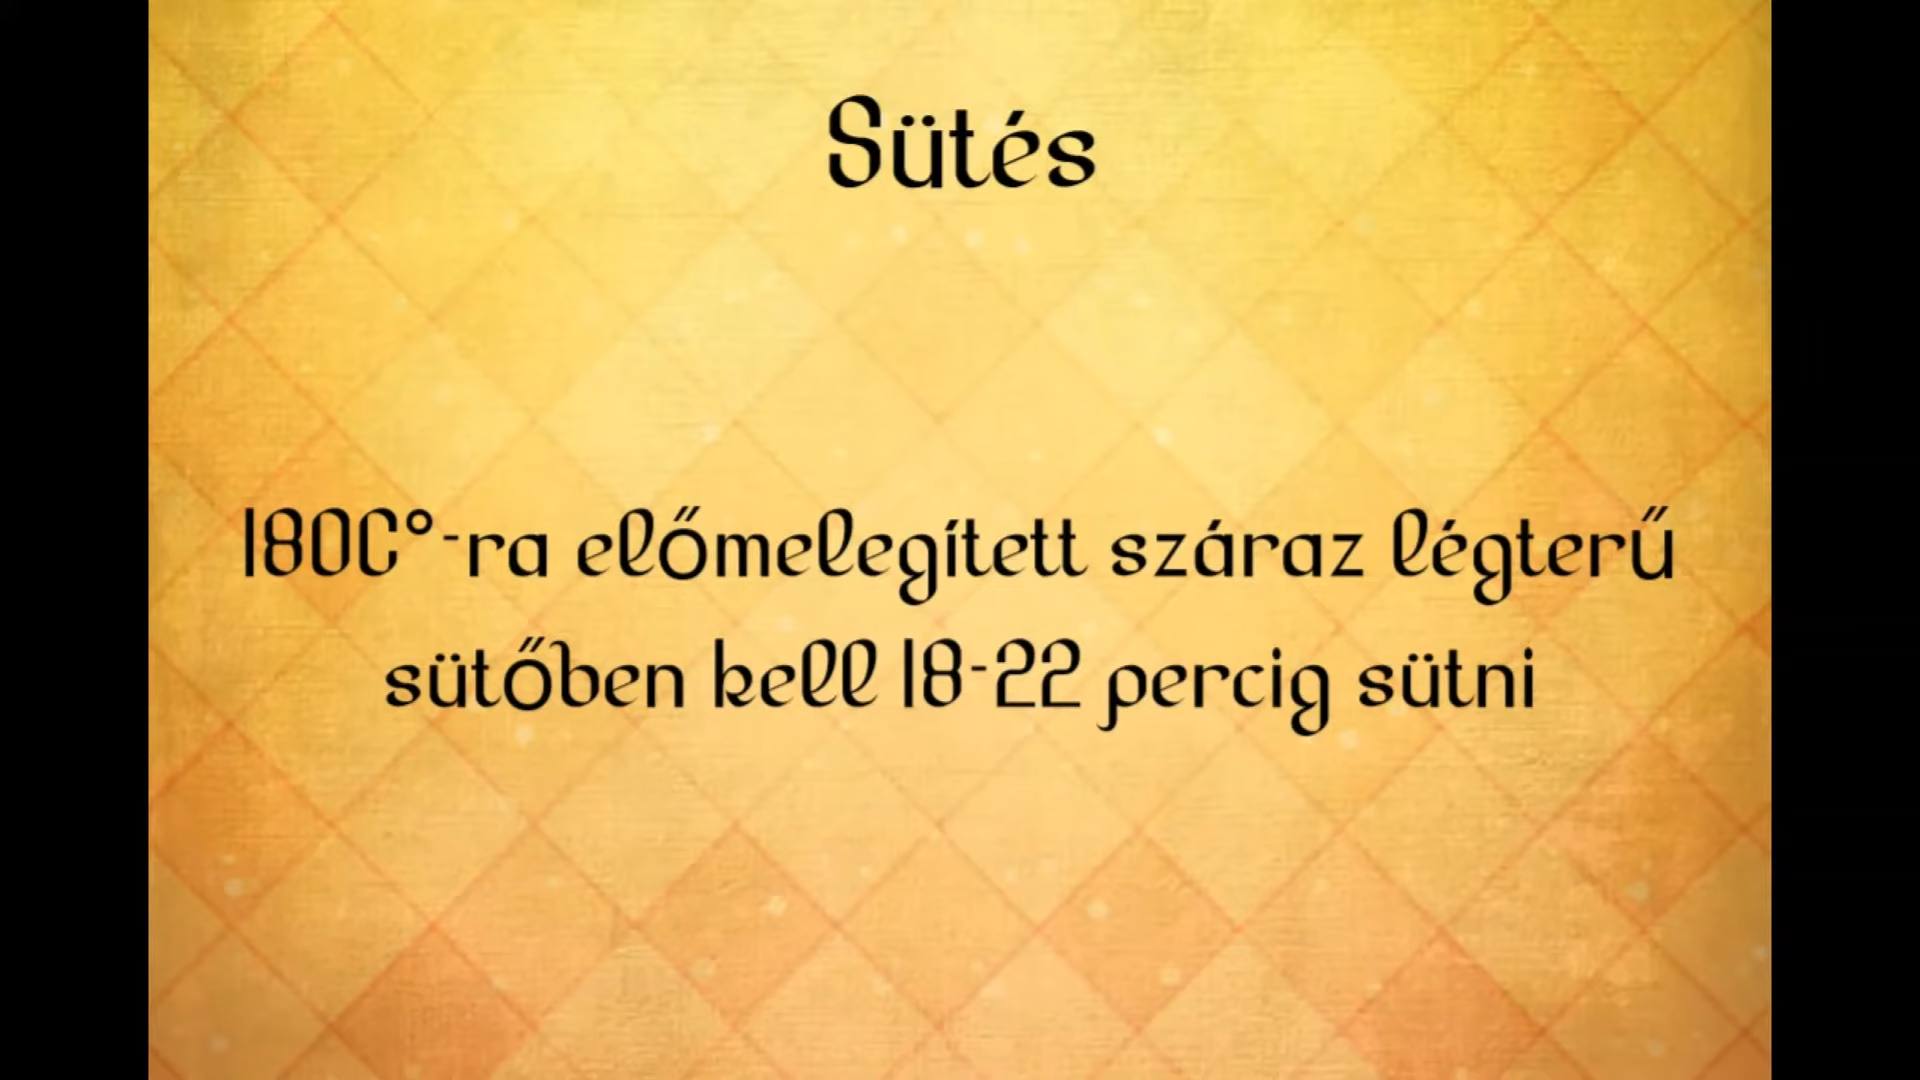 Sütés
180C°-ra előmelegített száraz légterű
sütőben kell 18-22 percig sütni